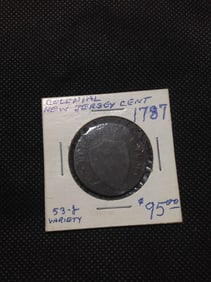 COLONIAL
NEW JERSEY CENT
1787
53-j
VARIETY
$95.00